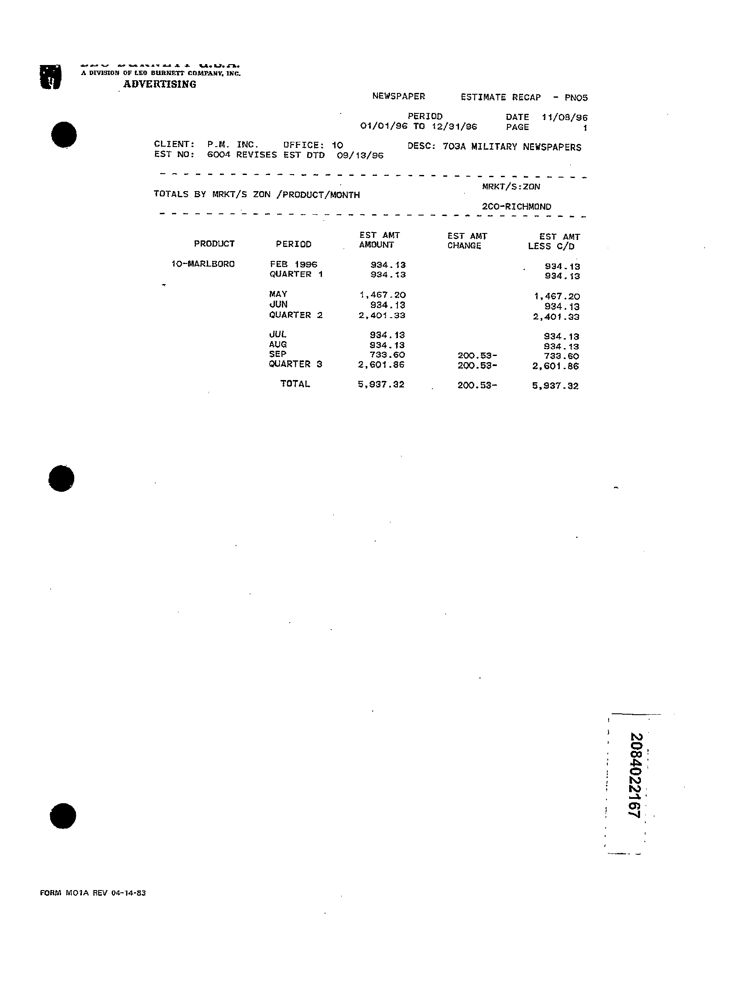 A DIVISION OF LEO BURNETT COMPANY, INC.
ADVERTISING
NEWSPAPER ESTIMATE RECAP - PNO5
PERIOD DATE 11/08/96
01/01/96 TO 12/31/96 PAGE 1
CLIENT: P.M. INC. OFFICE: 10 DESC: 703A MILITARY NEWSPAPERS
EST NO: 6004 REVISES EST DTD 09/13/96
MRKT/S:ZON
TOTALS BY MRKT/S ZON /PRODUCT/MONTH
2CO-RICHMOND
EST AMT EST AMT EST AMT
PRODUCT PERIOD AMOUNT CHANGE LESS C/D
10-MARLBORO FEB 1996 934.13 934.13
QUARTER 1 934.13 934.13
MAY 1,467.20 1,467.20
JUN 934.13 934.13
QUARTER 2 2,401.33 2,401.33
JUL 934.13 934.13
AUG 934.13 934.13
SEP 733.60 200.53- 733.60
QUARTER 3 2,601.86 200.53- 2,601.86
TOTAL 5,937.32 200.53- 5,937.32
2084022167
FORM MO1A REV 04-14-83